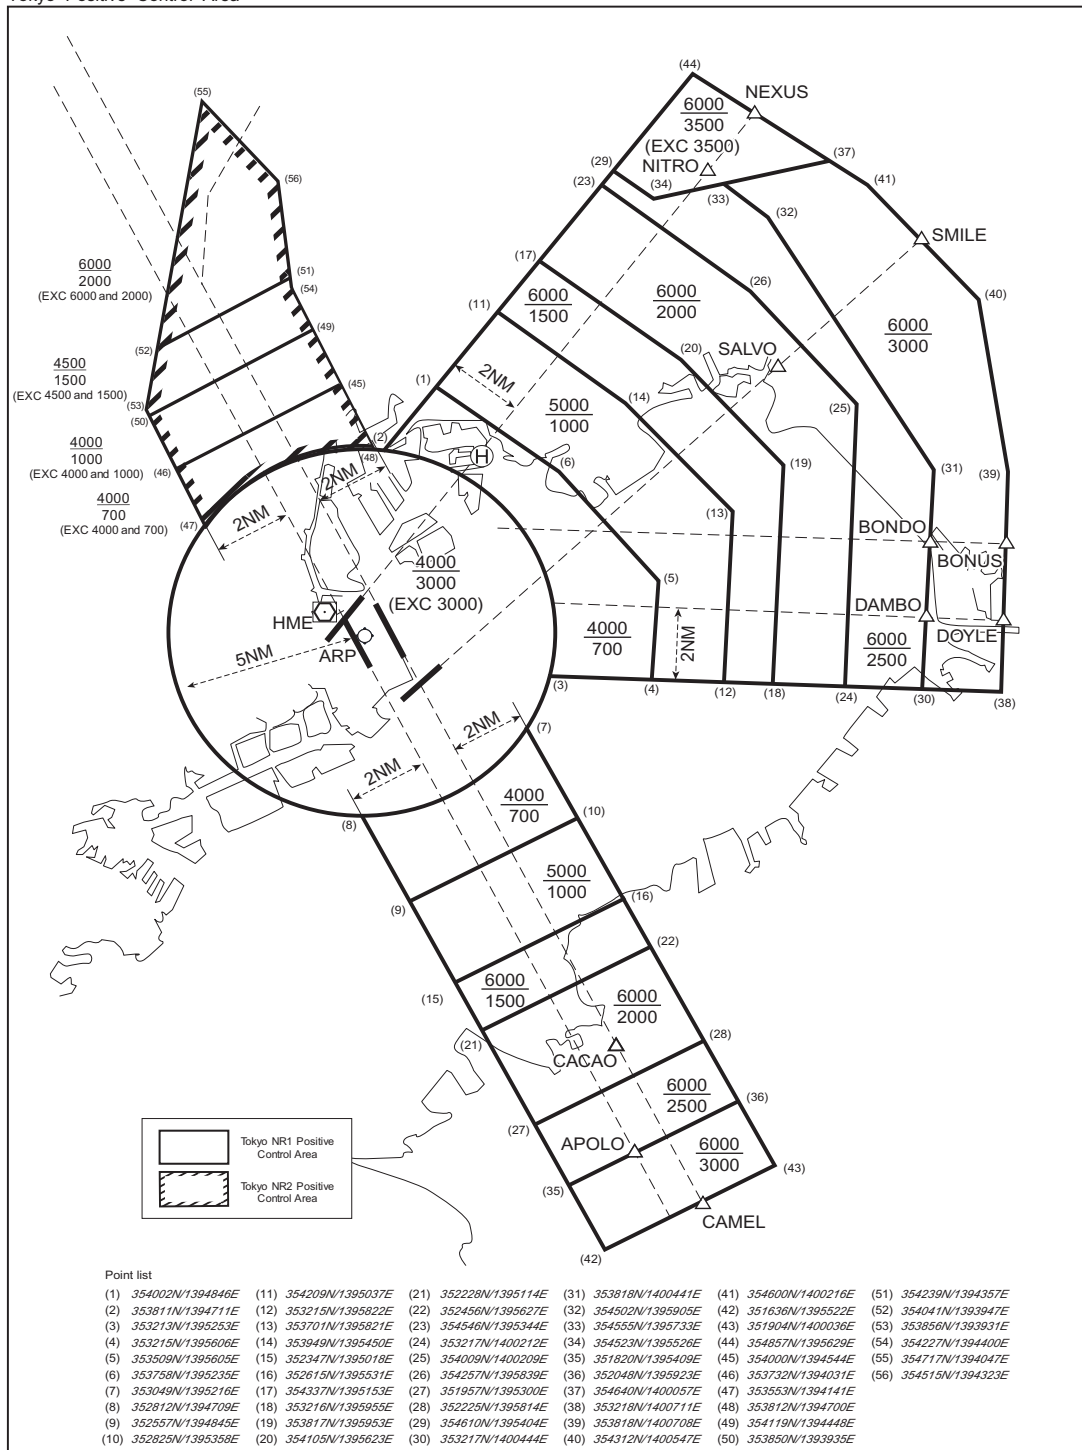 Tokyo Positive Control Area
(44)
NEXUS
6000
3500
(EXC 3500)
(55)
(29)
NITRO
(37)
(23)
(34)
(33)
(41)
(56)
(32)
SMILE
(17)
6000
2000
(EXC 6000 and 2000)
(51)
(54)
(26)
(40)
6000
1500
6000
2000
(11)
(49)
6000
3000
(52)
(20)
SALVO
4500
1500
(EXC 4500 and 1500)
2NM
(45)
(1)
(53)
(50)
5000
1000
(14)
(25)
4000
1000
(EXC 4000 and 1000)
(2)
(48)
H
(46)
(6)
(19)
(31)
(39)
2NM
4000
700
(EXC 4000 and 700)
(47)
2NM
(13)
BONDO
BONUS
4000
3000
(EXC 3000)
(5)
HME
DAMBO
DOYLE
4000
700
2NM
6000
2500
ARP
5NM
(3)
(4)
(12)
(18)
(24)
(30)
(38)
2NM
(7)
2NM
4000
700
(8)
(10)
5000
1000
(9)
(16)
(22)
6000
1500
(15)
6000
2000
(21)
CACAO
(28)
6000
2500
(36)
(27)
APOLO
6000
3000
(43)
(35)
CAMEL
(42)
Tokyo NR1 Positive
Control Area
Tokyo NR2 Positive
Control Area
Point list
(1) 354002N/1394846E (11) 354209N/1395037E (21) 352228N/1395114E (31) 353818N/1400441E (41) 354600N/1400216E (51) 354239N/1394357E
(2) 353811N/1394711E (12) 353215N/1395822E (22) 352456N/1395627E (32) 354502N/1395905E (42) 351636N/1395522E (52) 354041N/1393947E
(3) 353213N/1395253E (13) 353701N/1395821E (23) 354546N/1395344E (33) 354555N/1395733E (43) 351904N/1400036E (53) 353856N/1393931E
(4) 353215N/1395606E (14) 353949N/1395450E (24) 353217N/1400212E (34) 354523N/1395526E (44) 354857N/1395629E (54) 354227N/1394400E
(5) 353509N/1395605E (15) 352347N/1395018E (25) 354009N/1400209E (35) 351820N/1395409E (45) 354000N/1394544E (55) 354717N/1394047E
(6) 353758N/1395235E (16) 352615N/1395531E (26) 354257N/1395839E (36) 352048N/1395923E (46) 353732N/1394031E (56) 354515N/1394323E
(7) 353049N/1395216E (17) 354337N/1395153E (27) 351957N/1395300E (37) 354640N/1400057E (47) 353553N/1394141E
(8) 352812N/1394709E (18) 353216N/1395955E (28) 352225N/1395814E (38) 353218N/1400711E (48) 353812N/1394700E
(9) 352557N/1394845E (19) 353817N/1395953E (29) 354610N/1395404E (39) 353818N/1400708E (49) 354119N/1394448E
(10) 352825N/1395358E (20) 354105N/1395623E (30) 353217N/1400444E (40) 354312N/1400547E (50) 353850N/1393935E